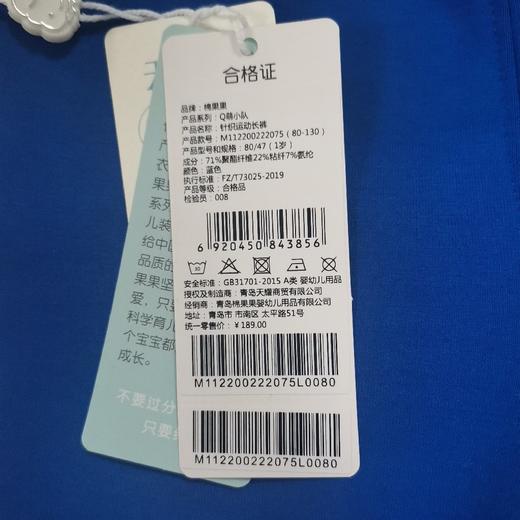 合格证
品牌：棉果果
产品系列：Q萌小队
产品名称：针织运动长裤
产品款号：M112200222075（80-130）
产品型号和规格：80/47（1岁）
成分：71%聚酯纤维22%粘纤7%氨纶
颜色：蓝色
执行标准：FZ/T73025-2019
产品等级：合格品
检验员：008
6 920450 843856
30
安全标准：GB31701-2015 A类 婴幼儿用品
授权及制造商：青岛天耀商贸有限公司
经销商：青岛棉果果婴幼儿用品有限公司
地址：青岛市 市南区 太平路51号
统一零售价：￥189.00
M112200222075L0080
M112200222075L0080
产
衣
果果
系列
儿装
给中国
品质的
果果坚
爱，只要
科学育儿
个宝宝都
成长。
不要过分
只要